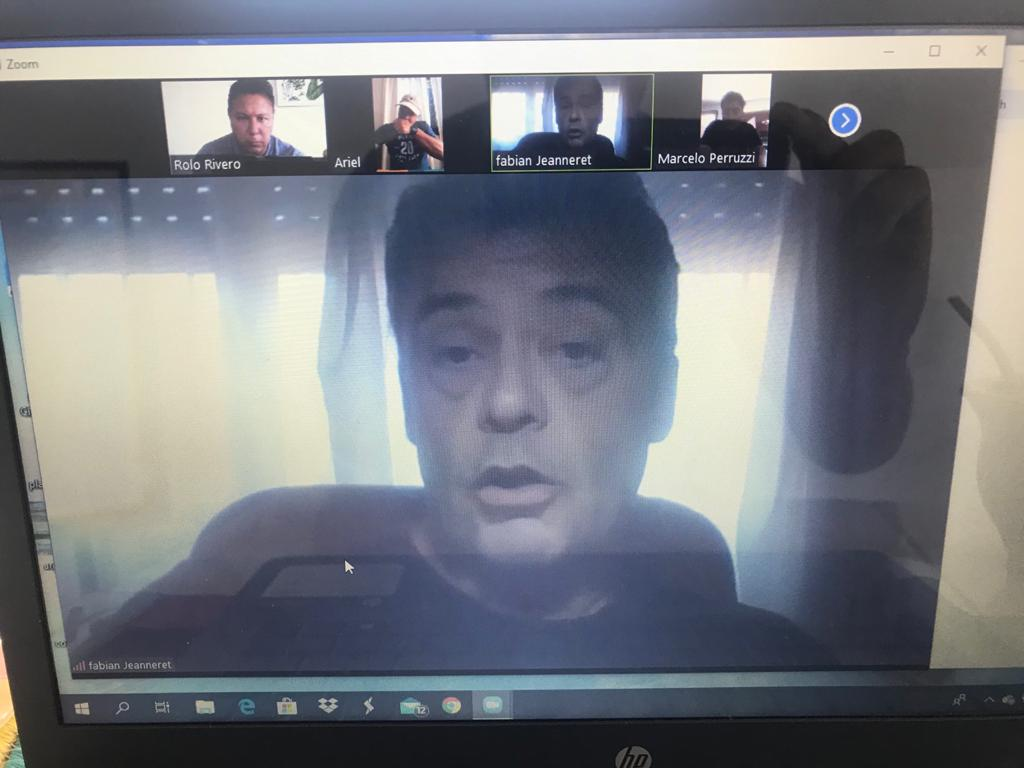 Zoom
Rolo Rivero
Ariel
20
fabian Jeanneret
Marcelo Perruzzi
fabian Jeanneret
12
hp